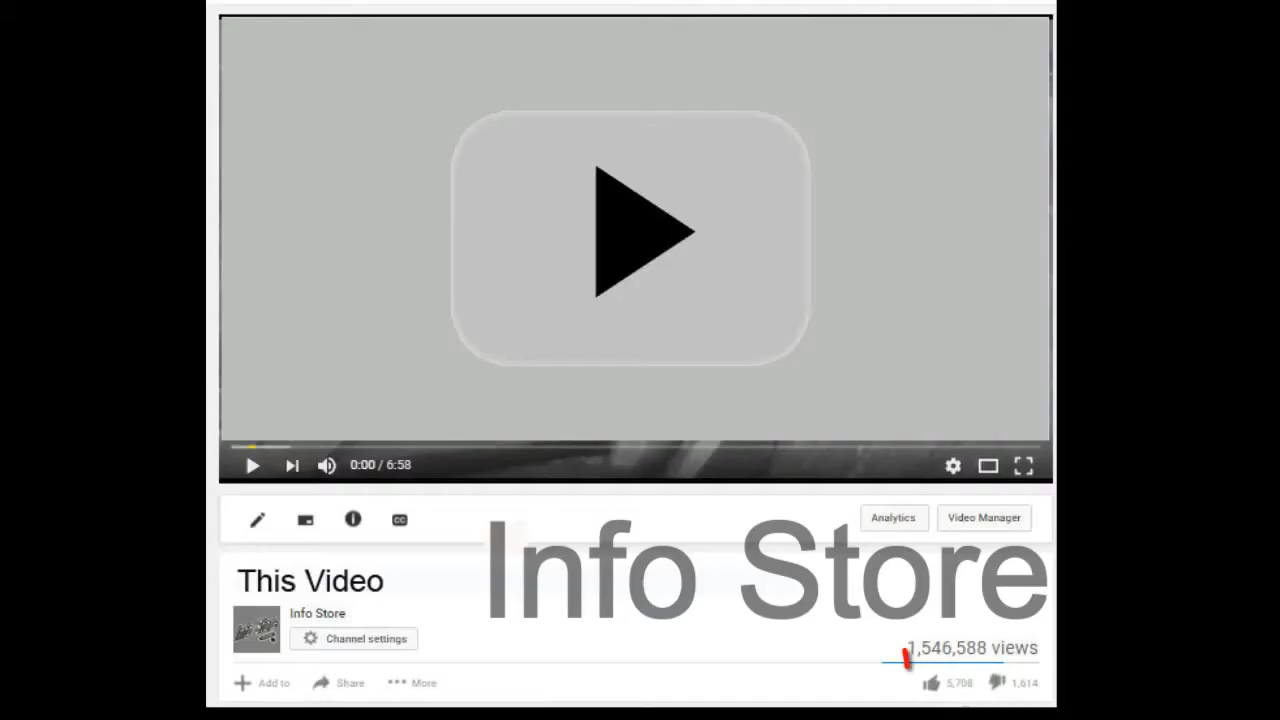 0:00 / 6:58
CC
Analytics
Video Manager
Info Store
This Video
Info Store
Channel settings
1,546,588 views
Add to
Share
More
5,708
1,614